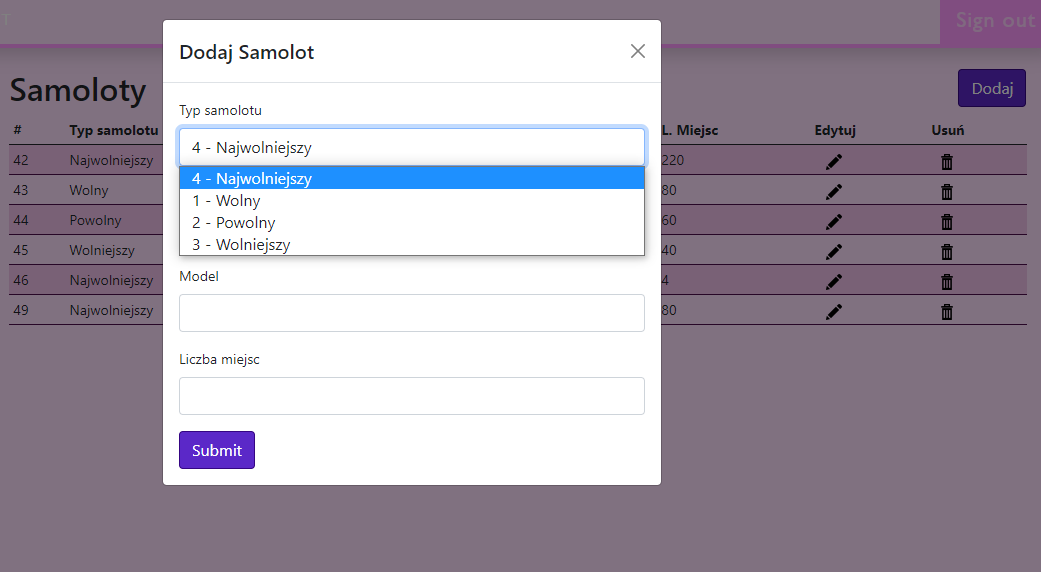 T
Sign out
Dodaj Samolot
Samoloty
Dodaj
Typ samolotu
# Typ samolotu L. Miejsc Edytuj Usuń
4 - Najwolniejszy
42 Najwolniejszy 220
4 - Najwolniejszy
43 Wolny 80
1 - Wolny
44 Powolny 60
2 - Powolny
45 Wolniejszy 40
3 - Wolniejszy
46 Najwolniejszy 4
Model
49 Najwolniejszy 80
Liczba miejsc
Submit